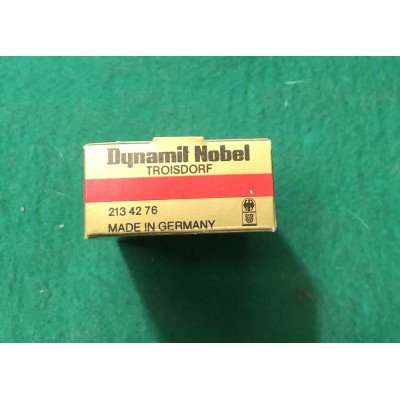 Dynamit Nobel
TROISDORF
213 42 76
MADE IN GERMANY